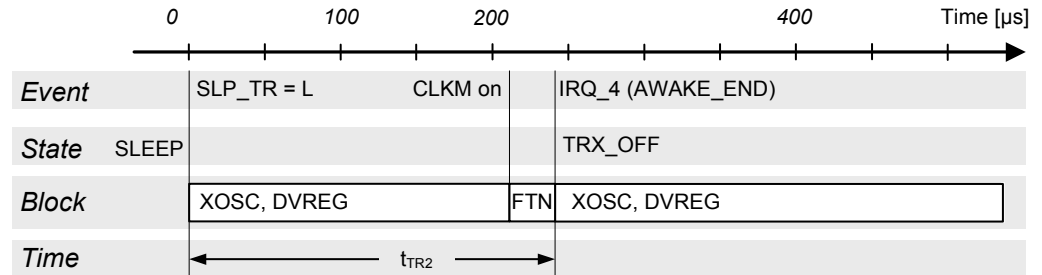 0 100 200 400 Time [µs]
Event SLP_TR = L CLKM on IRQ_4 (AWAKE_END)
State SLEEP TRX_OFF
Block XOSC, DVREG FTN XOSC, DVREG
Time tTR2